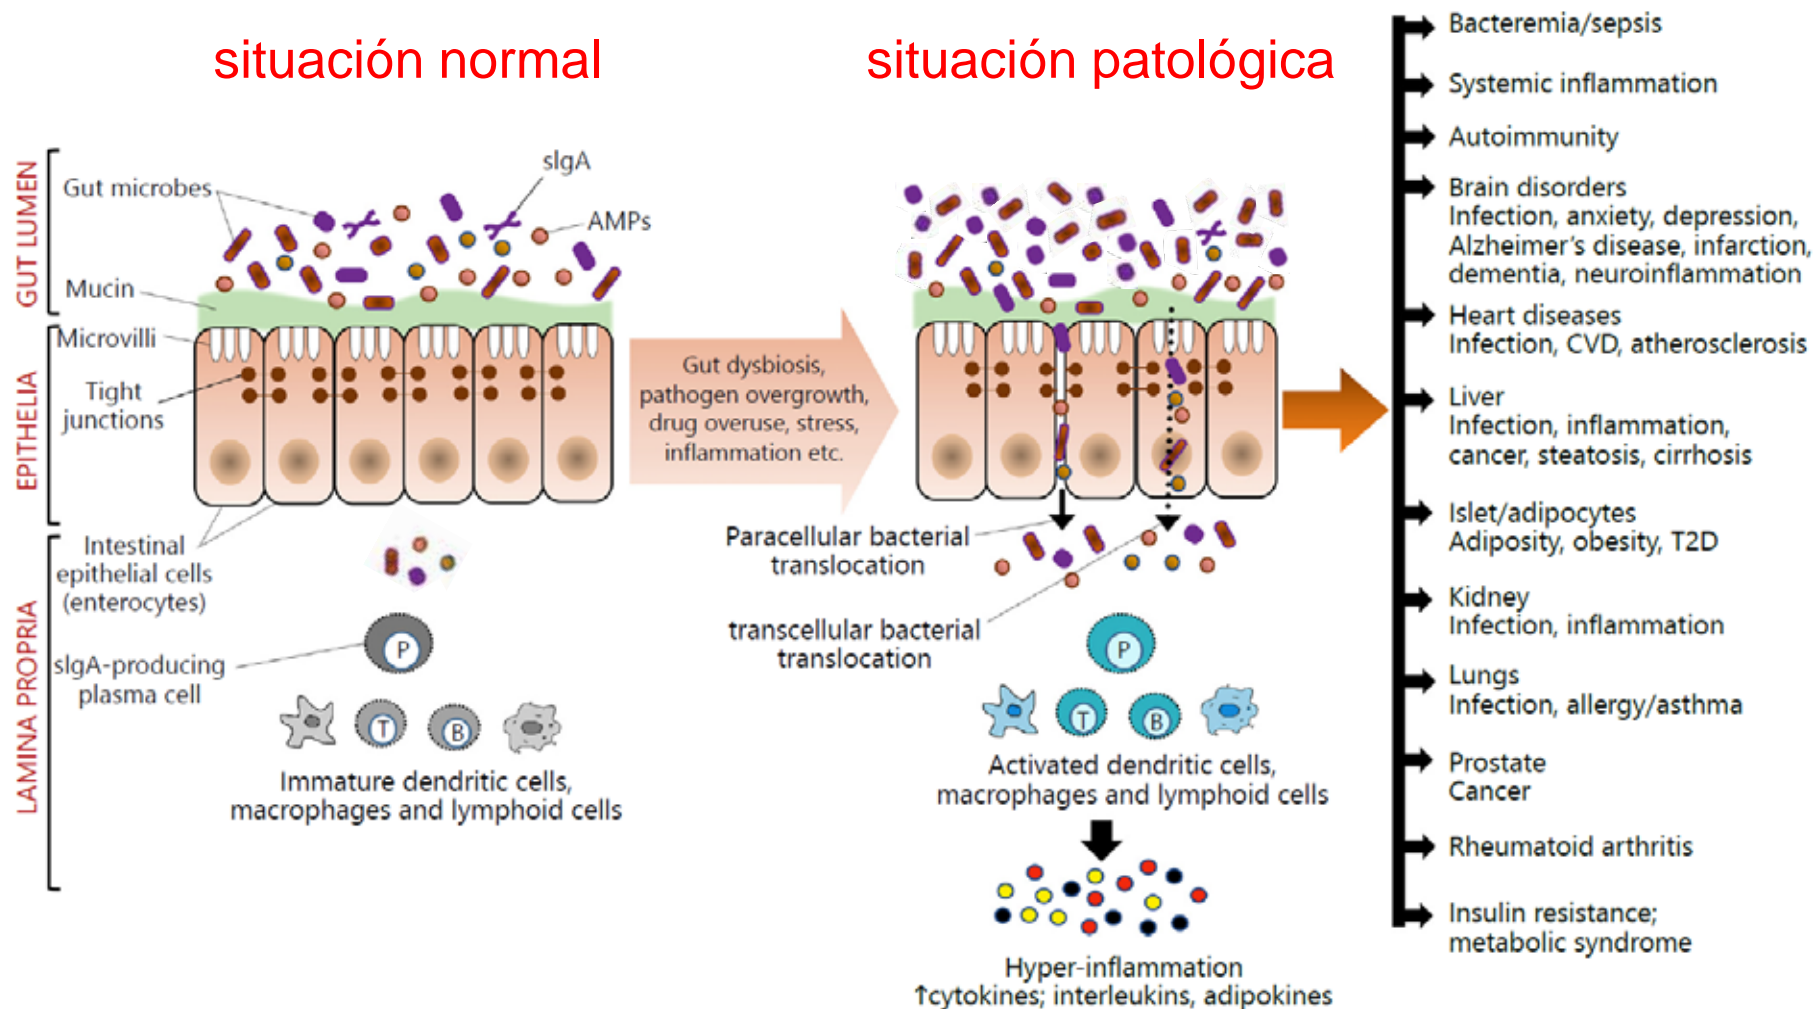 situación normal
situación patológica
GUT LUMEN
EPITHELIA
LAMINA PROPRIA
Gut microbes
sIgA
AMPs
Mucin
Microvilli
Tight
junctions
Intestinal
epithelial cells
(enterocytes)
sIgA-producing
plasma cell
P
T
B
Immature dendritic cells,
macrophages and lymphoid cells
Gut dysbiosis,
pathogen overgrowth,
drug overuse, stress,
inflammation etc.
Paracellular bacterial
translocation
transcellular bacterial
translocation
P
T
B
Activated dendritic cells,
macrophages and lymphoid cells
Hyper-inflammation
↑cytokines; interleukins, adipokines
Bacteremia/sepsis
Systemic inflammation
Autoimmunity
Brain disorders
Infection, anxiety, depression,
Alzheimer's disease, infarction,
dementia, neuroinflammation
Heart diseases
Infection, CVD, atherosclerosis
Liver
Infection, inflammation,
cancer, steatosis, cirrhosis
Islet/adipocytes
Adiposity, obesity, T2D
Kidney
Infection, inflammation
Lungs
Infection, allergy/asthma
Prostate
Cancer
Rheumatoid arthritis
Insulin resistance;
metabolic syndrome